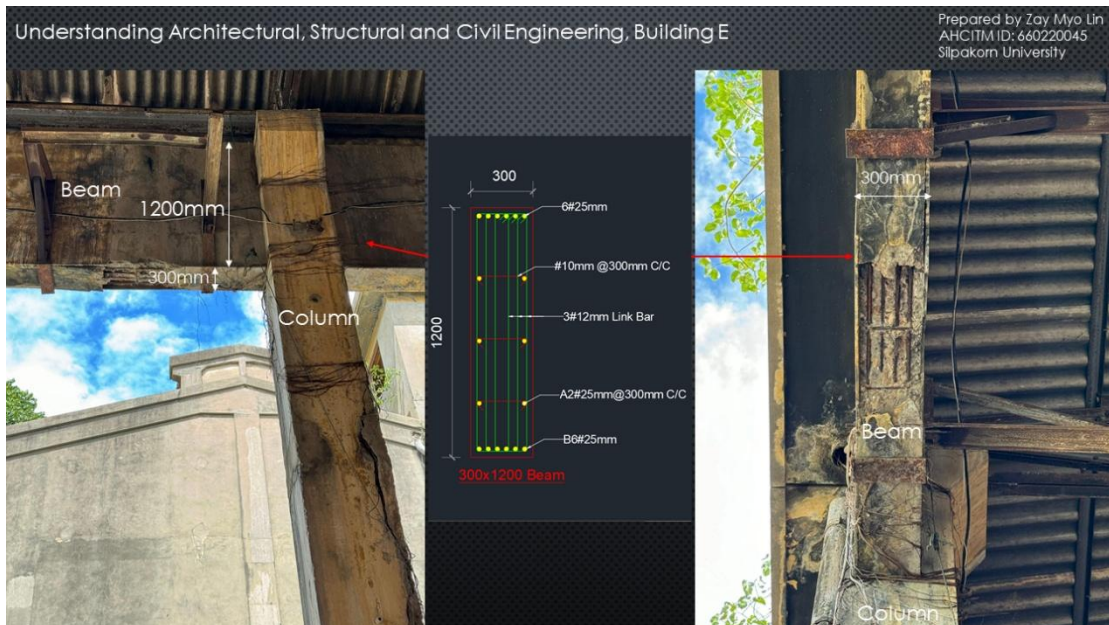 Understanding Architectural, Structural and Civil Engineering, Building E
Prepared by Zay Myo Lin
AHCITM ID: 660220045
Silpakorn University
Beam
1200mm
300mm
Column
300
6#25mm
#10mm @300mm C/C
3#12mm Link Bar
1200
A2#25mm@300mm C/C
B6#25mm
300x1200 Beam
300mm
Beam
Column